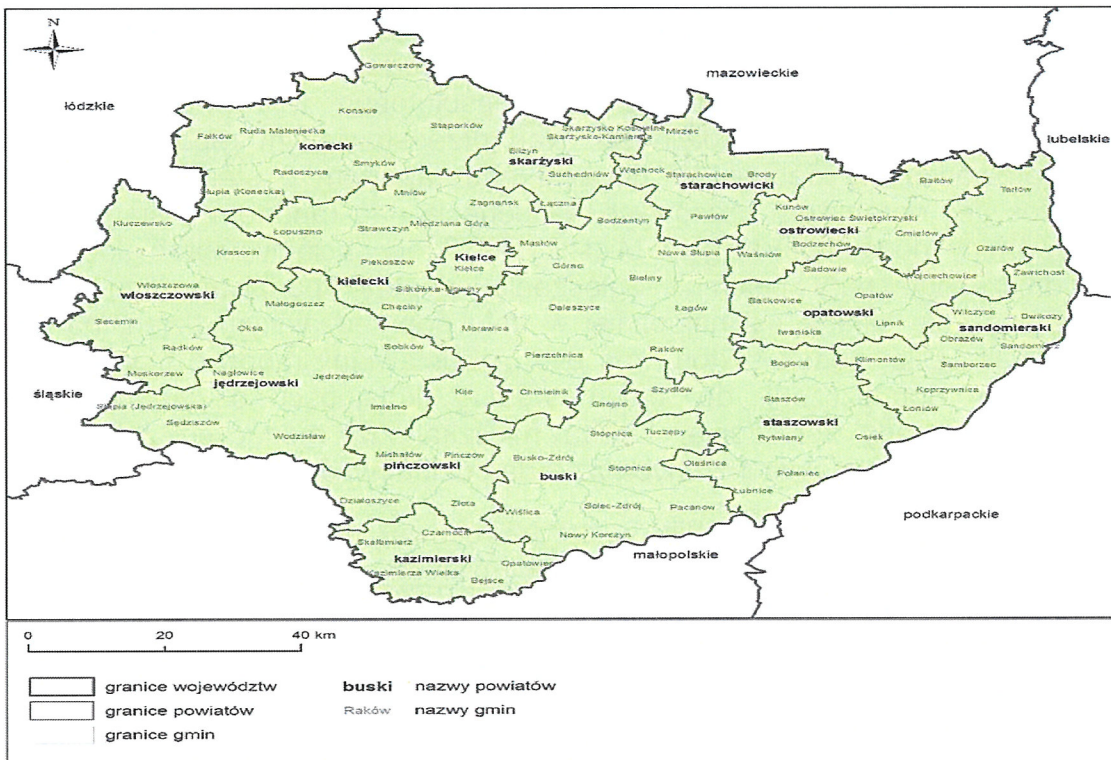 N
mazowieckie
łódzkie
lubelskie
Gowarczów
Końskie
Stąporków
Fałków
Ruda Maleniecka
konecki
Smyków
Radoszyce
Słupia (Konecka)
Skarżysko Kościelne
Skarżysko-Kamienna
Bliżyn
skarżyski
Suchedniów
Łączna
Mirzec
Wąchock
Starachowice
Brody
starachowicki
Pawłów
Bałtów
Kunów
Ostrowiec Świętokrzyski
ostrowiecki
Ćmielów
Bodzechów
Waśniów
Tarłów
Ożarów
Sadowie
Wojciechowice
Baćkowice
Opatów
opatowski
Iwaniska
Lipnik
Zawichost
Wilczyce
Dwikozy
sandomierski
Obrazów
Sandomierz
Klimontów
Samborzec
Koprzywnica
Łoniów
Kluczewsko
Krasocin
Włoszczowa
włoszczowski
Secemin
Radków
Moskorzew
Mniów
Zagnańsk
Łopuszno
Strawczyn
Miedziana Góra
Bodzentyn
Masłów
Kielce
Kielce
Piekoszów
Górno
Nowa Słupia
kielecki
Sitkówka-Nowiny
Bieliny
Chęciny
Daleszyce
Łagów
Morawica
Pierzchnica
Raków
Chmielnik
Małogoszcz
Oksa
Sobków
Nagłowice
jędrzejowski
Jędrzejów
Imielno
Słupia (Jędrzejowska)
Sędziszów
Wodzisław
śląskie
Kije
Michałów
Pińczów
pińczowski
Działoszyce
Złota
Gnojno
Stopnica
Tuczępy
Busko-Zdrój
buski
Stopnica
Wiślica
Solec-Zdrój
Pacanów
Nowy Korczyn
Szydłów
Bogoria
Staszów
staszowski
Rytwiany
Osiek
Oleśnica
Połaniec
Łubnice
podkarpackie
małopolskie
Czarnocin
Skalbmierz
kazimierski
Kazimierza Wielka
Opatowiec
Bejsce
0 20 40 km
granice województw
granice powiatów
granice gmin
buski nazwy powiatów
Raków nazwy gmin